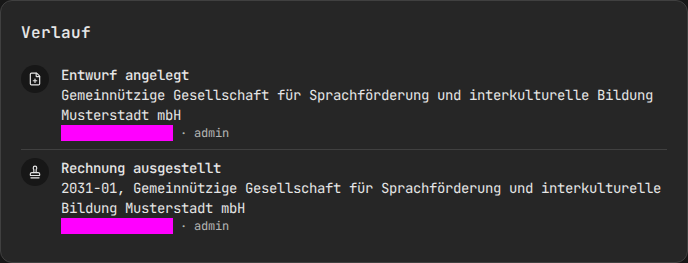 Verlauf
Entwurf angelegt
Gemeinnützige Gesellschaft für Sprachförderung und interkulturelle Bildung
Musterstadt mbH
· admin
Rechnung ausgestellt
2031-01, Gemeinnützige Gesellschaft für Sprachförderung und interkulturelle
Bildung Musterstadt mbH
· admin